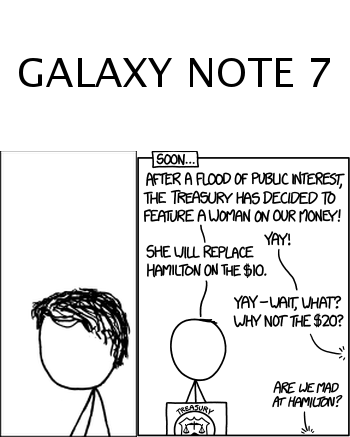 GALAXY NOTE 7
SOON...
AFTER A FLOOD OF PUBLIC INTEREST,
THE TREASURY HAS DECIDED TO
FEATURE A WOMAN ON OUR MONEY!
YAY!
SHE WILL REPLACE
HAMILTON ON THE $10.
YAY–WAIT, WHAT?
WHY NOT THE $20?
ARE WE MAD
AT HAMILTON?
TREASURY